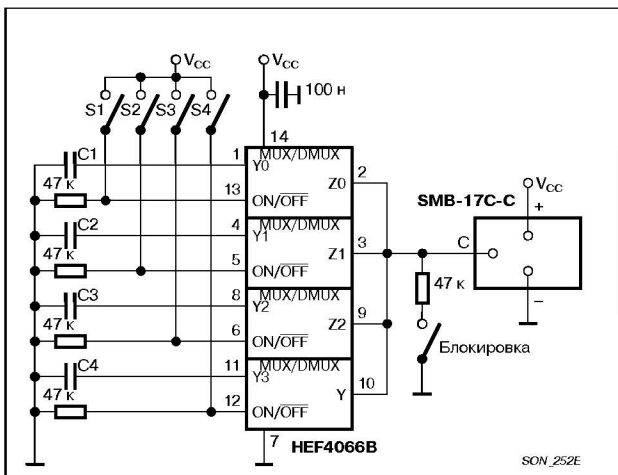 VCC VCC
S1 S2 S3 S4
100 н
14
C1 1 MUX/DMUX
Y0 Z0 2
47 к 13 ON/OFF
VCC
SMB-17C-C
+
C2 4 MUX/DMUX
Y1 Z1 3 C
47 к 5 ON/OFF
47 к
–
C3 8 MUX/DMUX
Y2 Z2 9
47 к 6 ON/OFF
Блокировка
C4 11 MUX/DMUX
Y3 Y 10
47 к 12 ON/OFF
7 HEF4066B
SON_252E